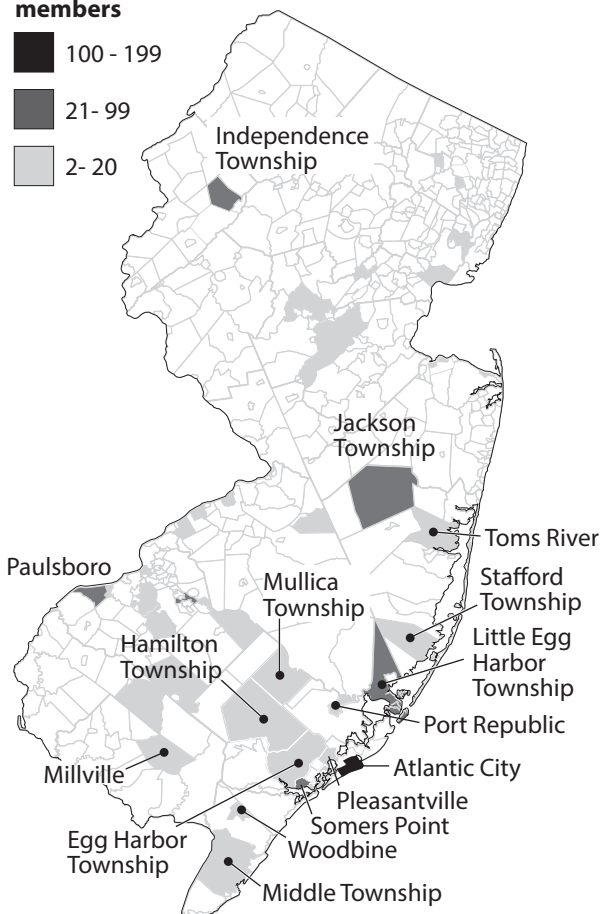 members
100 - 199
21- 99
2- 20
Independence
Township
Jackson
Township
Toms River
Paulsboro
Stafford
Township
Mullica
Township
Little Egg
Harbor
Township
Hamilton
Township
Port Republic
Millville
Atlantic City
Pleasantville
Somers Point
Egg Harbor
Township
Woodbine
Middle Township